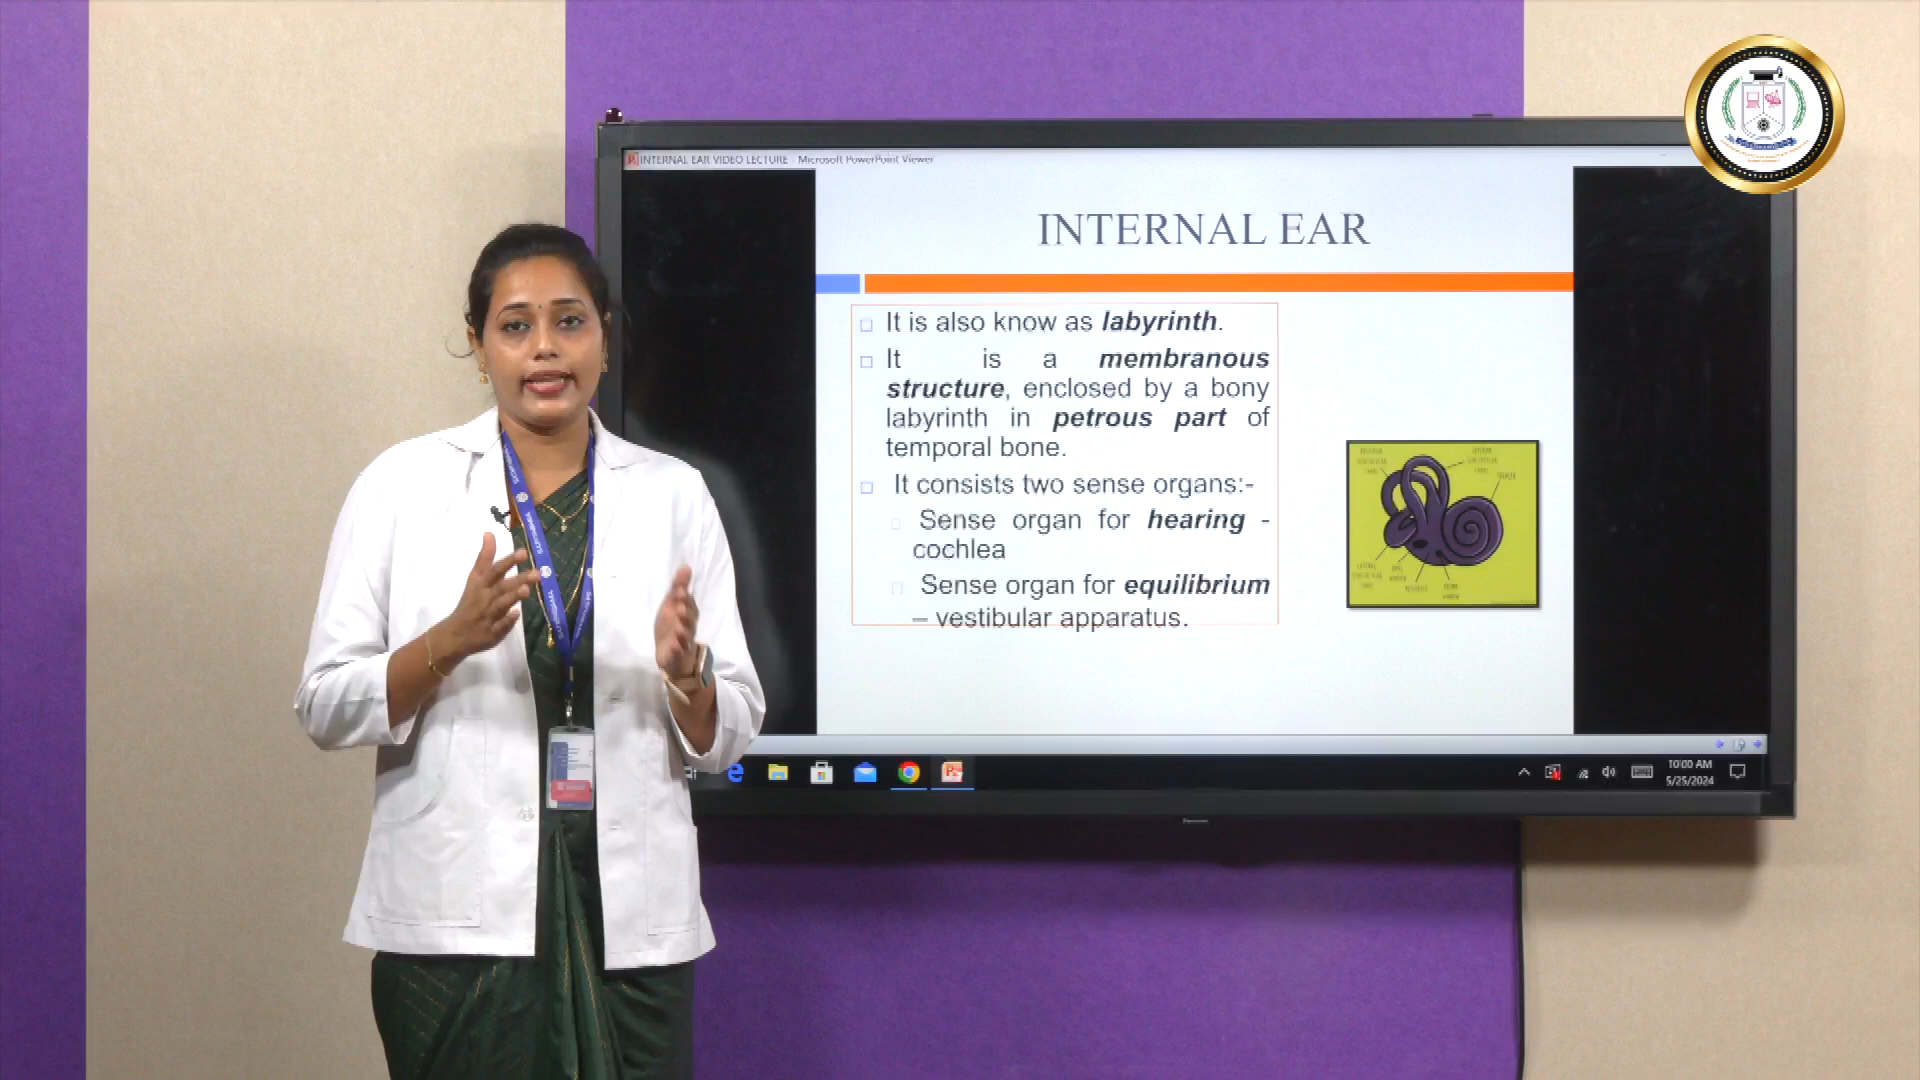 INTERNAL EAR VIDEO LECTURE - Microsoft PowerPoint Viewer
INTERNAL EAR
It is also know as labyrinth.
It is a membranous
structure, enclosed by a bony
labyrinth in petrous part of
temporal bone.
It consists two sense organs:-
Sense organ for hearing -
cochlea
Sense organ for equilibrium
– vestibular apparatus.
10:00 AM
5/25/2024